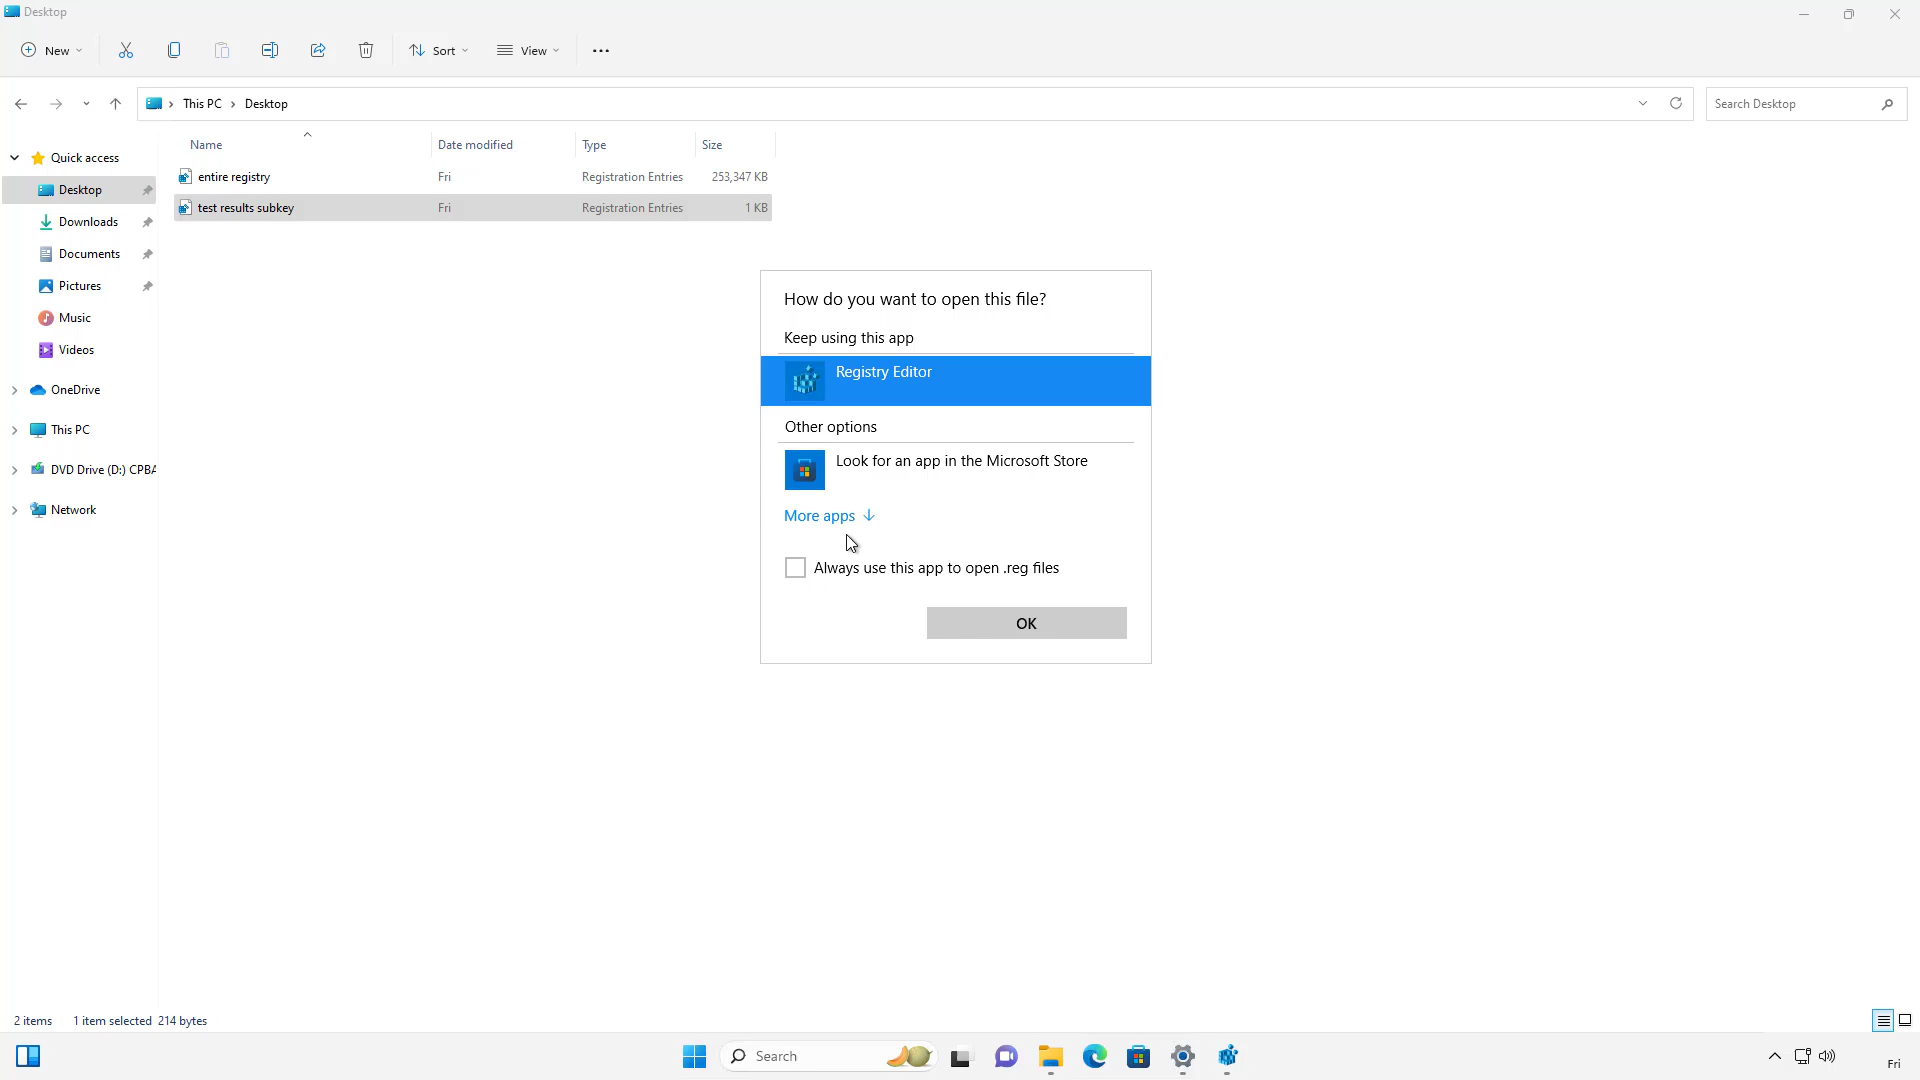 Desktop
New
Sort
View
This PC
Desktop
Search Desktop
Name
Date modified
Type
Size
Quick access
entire registry
Fri
Registration Entries
253,347 KB
Desktop
test results subkey
Fri
Registration Entries
1 KB
Downloads
Documents
Pictures
Music
Videos
OneDrive
This PC
DVD Drive (D:) CPBA
Network
How do you want to open this file?
Keep using this app
Registry Editor
Other options
Look for an app in the Microsoft Store
More apps
Always use this app to open .reg files
OK
2 items
1 item selected
214 bytes
Search
Fri